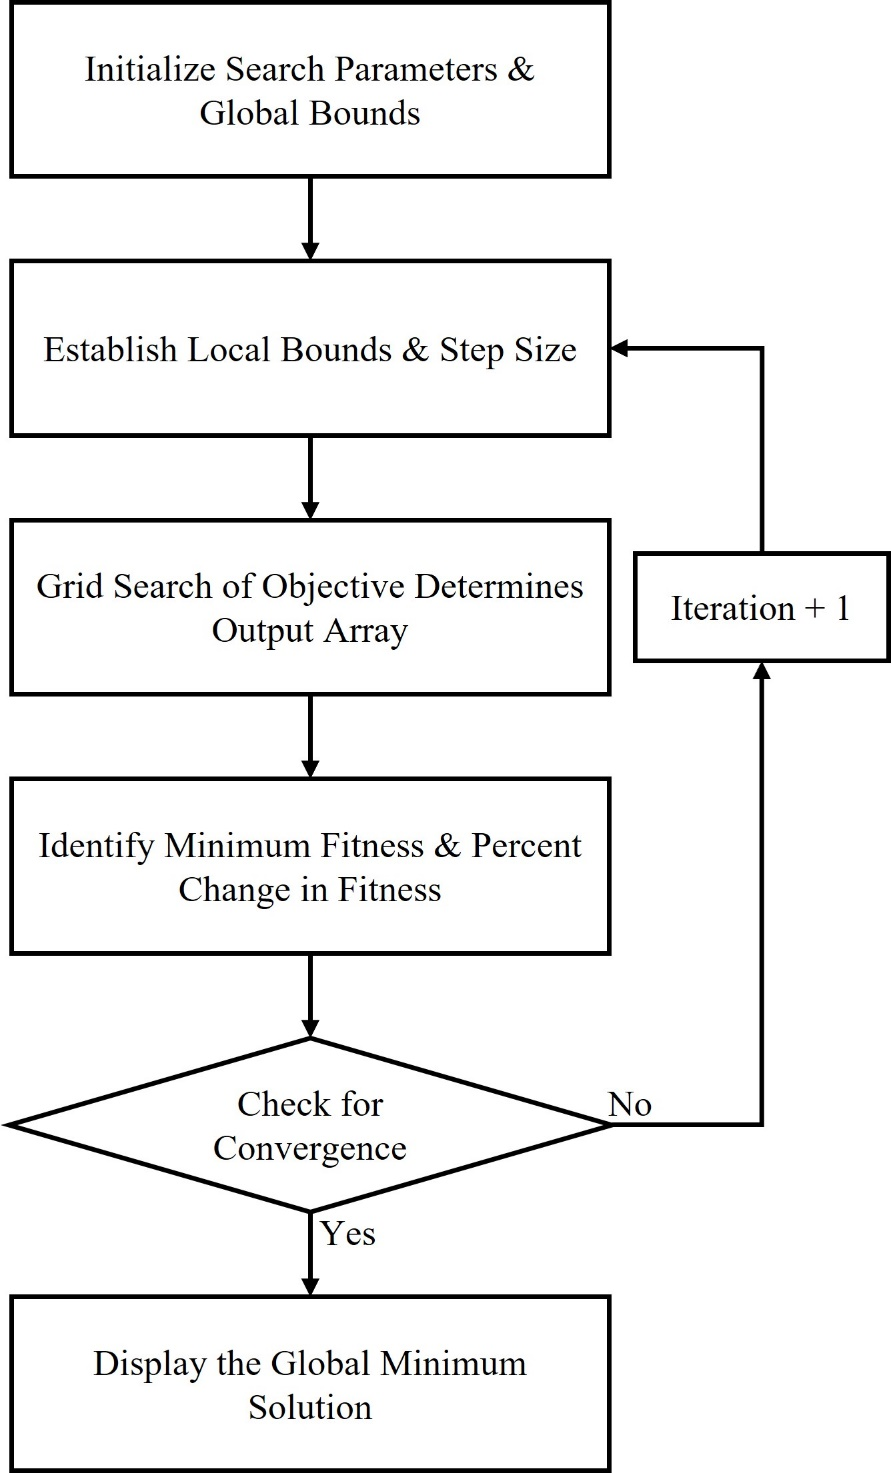 Initialize Search Parameters &
Global Bounds
Establish Local Bounds & Step Size
Grid Search of Objective Determines
Output Array
Iteration + 1
Identify Minimum Fitness & Percent
Change in Fitness
Check for
Convergence
No
Yes
Display the Global Minimum
Solution